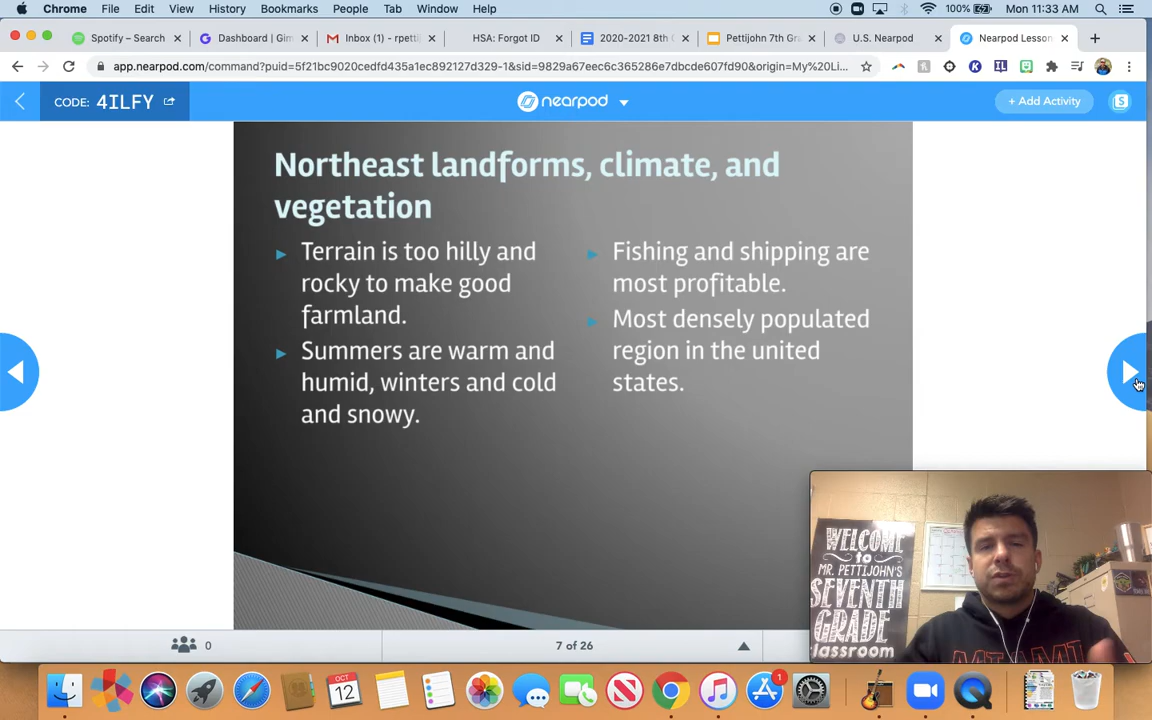 Chrome File Edit View History Bookmarks People Tab Window Help 100% Mon 11:33 AM
Spotify – Search Dashboard | Gim Inbox (1) – rpetti HSA: Forgot ID 2020-2021 8th Pettijohn 7th Gra U.S. Nearpod Nearpod Lesson
app.nearpod.com/command?puid=5f21bc9020cedfd435a1ec892127d329-1&sid=9829a67eec6c365286e7dbcde607fd90&origin=My%20Li...
CODE: 4ILFY nearpod + Add Activity S
Northeast landforms, climate, and
vegetation
Terrain is too hilly and
rocky to make good
farmland.
Summers are warm and
humid, winters and cold
and snowy.
Fishing and shipping are
most profitable.
Most densely populated
region in the united
states.
WELCOME
to
MR. PETTIJOHN'S
SEVENTH
GRADE
classroom
MIAMI
0 7 of 26
OCT
12
1